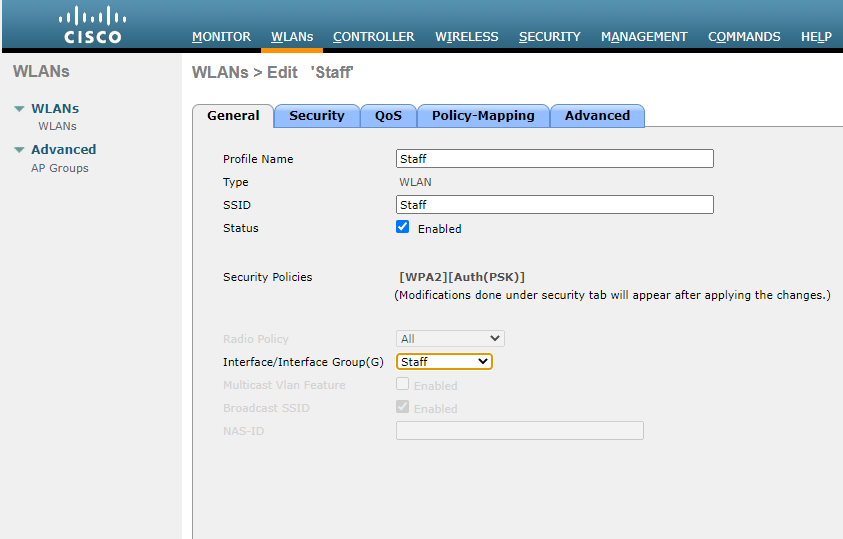 CISCO
MONITOR WLANs CONTROLLER WIRELESS SECURITY MANAGEMENT COMMANDS HELP
WLANs
WLANs > Edit 'Staff'
WLANs
WLANs
Advanced
AP Groups
General Security QoS Policy-Mapping Advanced
Profile Name Staff
Type WLAN
SSID Staff
Status Enabled
Security Policies [WPA2][Auth(PSK)]
(Modifications done under security tab will appear after applying the changes.)
Radio Policy All
Interface/Interface Group(G) Staff
Multicast Vlan Feature Enabled
Broadcast SSID Enabled
NAS-ID